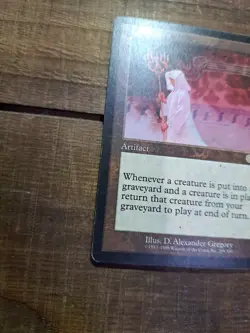 Artifact
Whenever a creature is put into
graveyard and a creature is in pla
return that creature from your
graveyard to play at end of turn.
Illus. D. Alexander Gregory